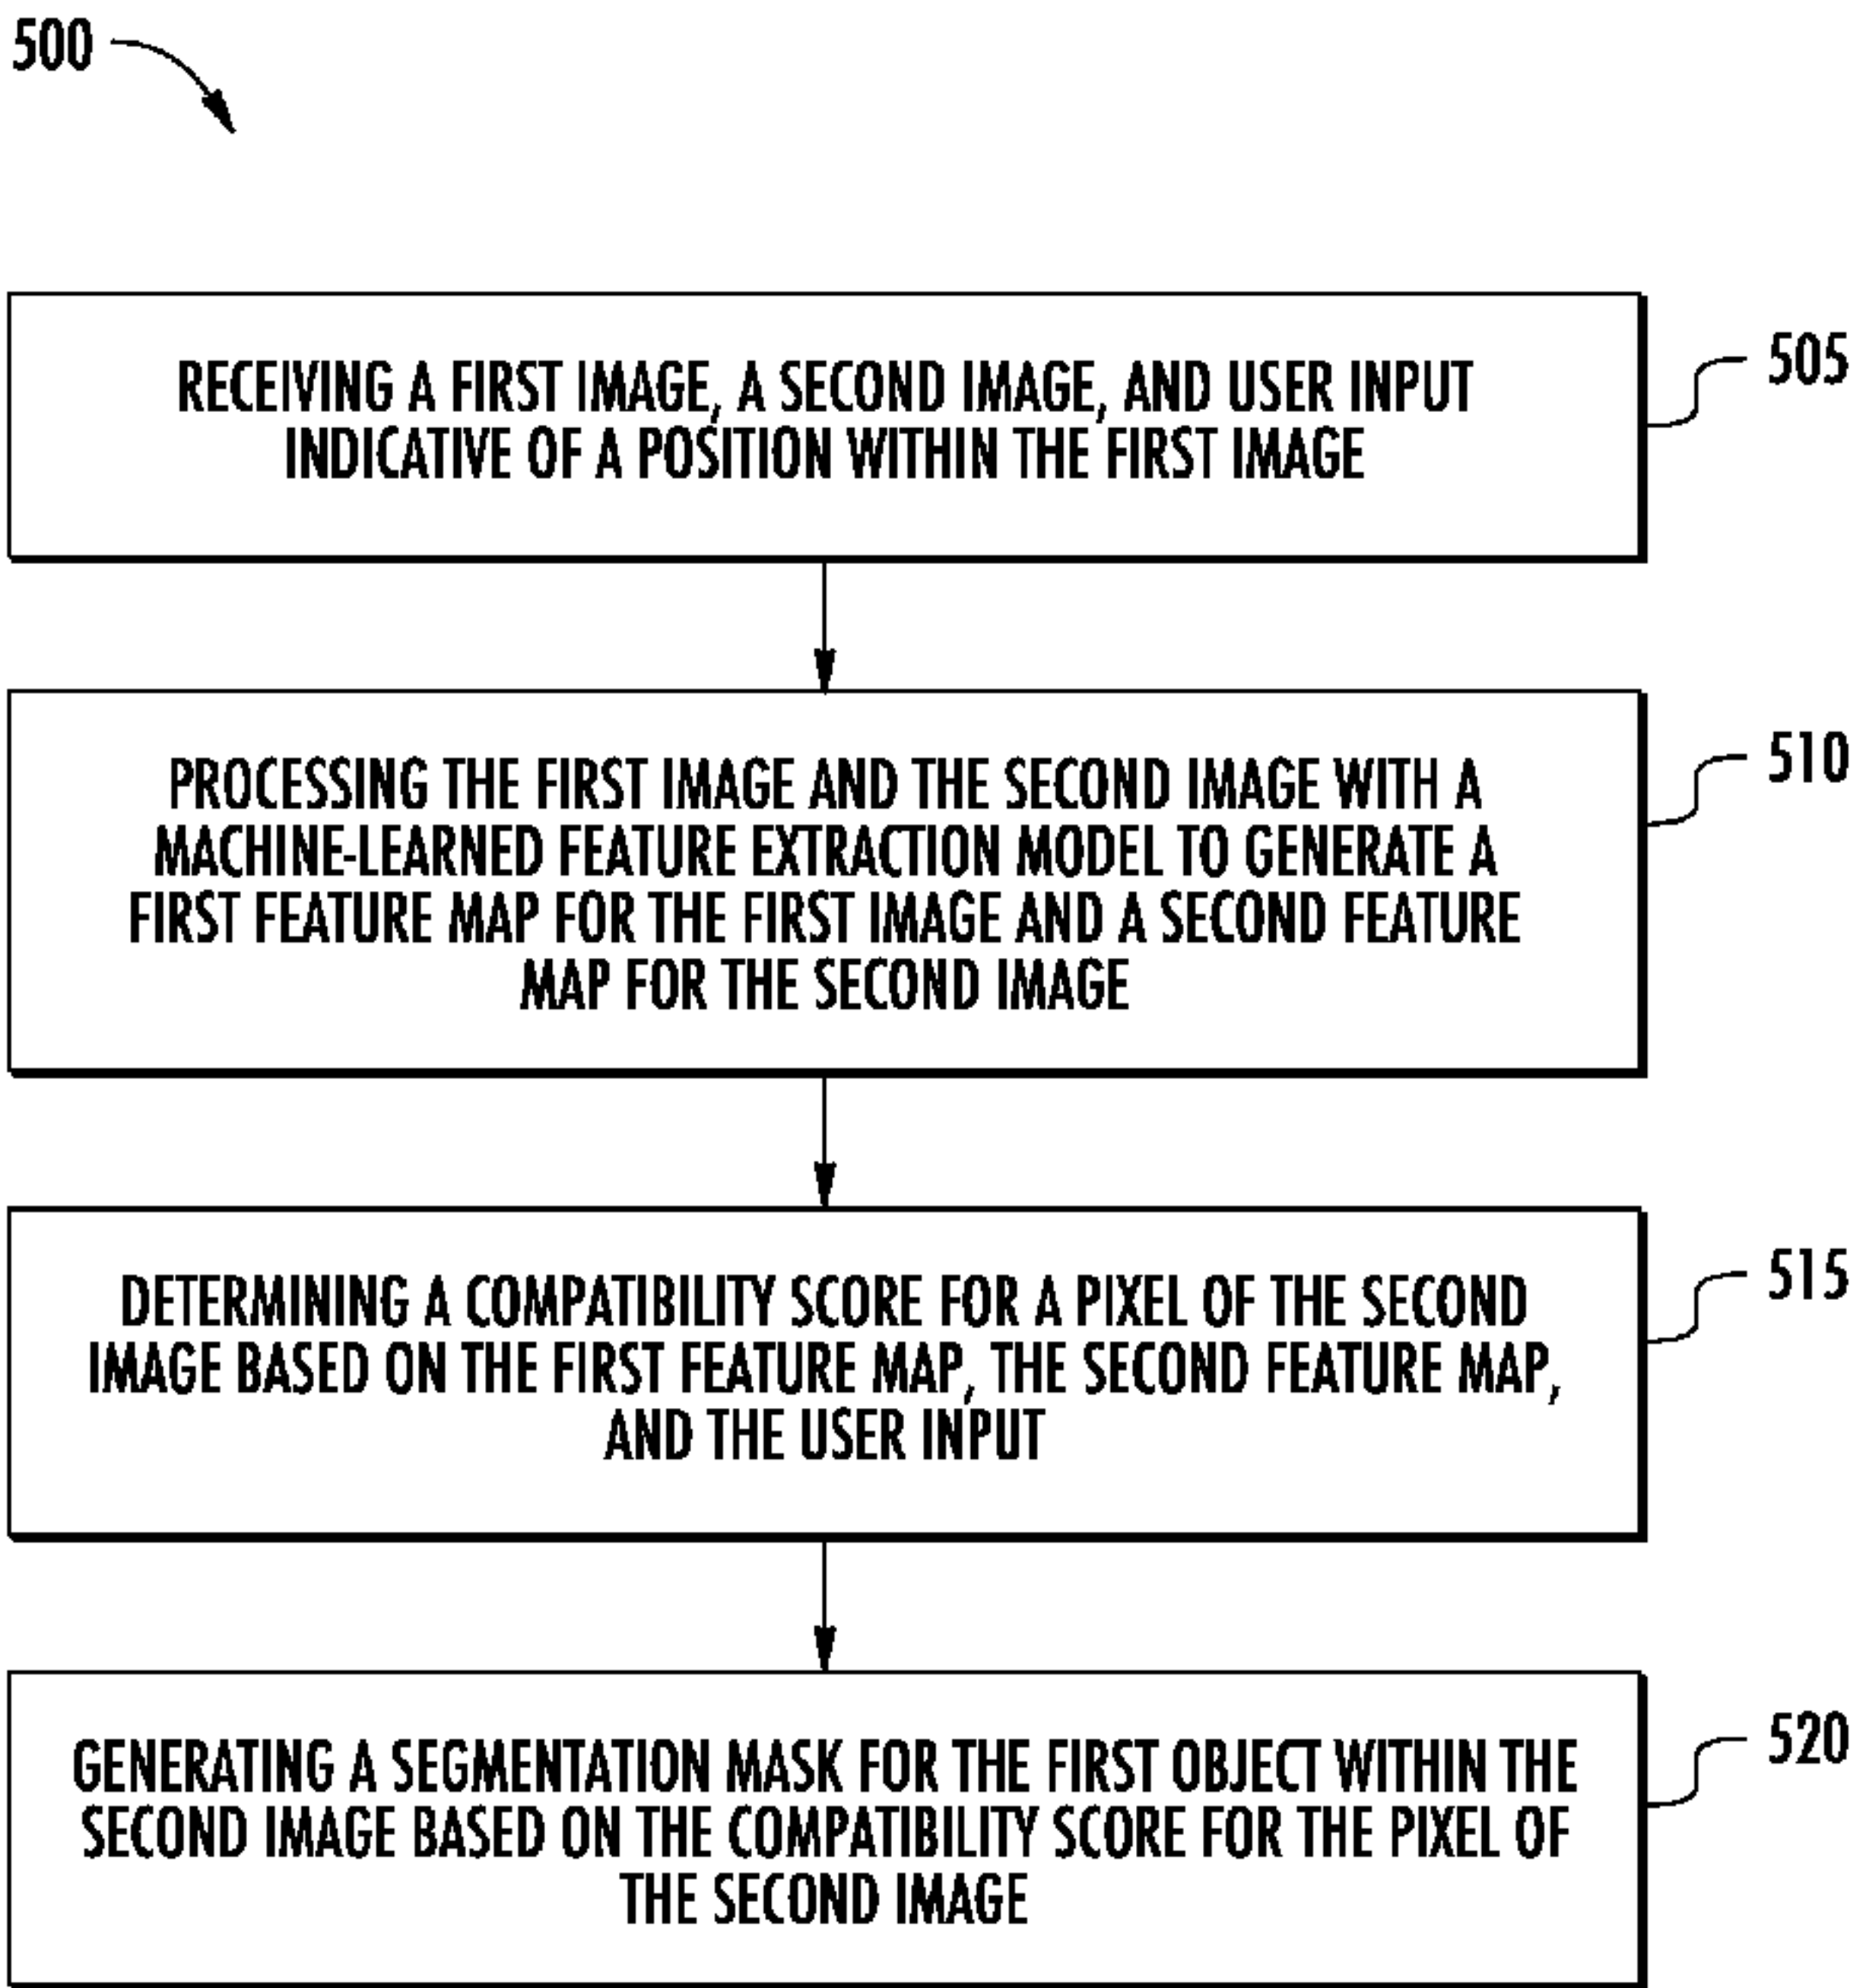 500
RECEIVING A FIRST IMAGE, A SECOND IMAGE, AND USER INPUT
INDICATIVE OF A POSITION WITHIN THE FIRST IMAGE
505
PROCESSING THE FIRST IMAGE AND THE SECOND IMAGE WITH A
MACHINE-LEARNED FEATURE EXTRACTION MODEL TO GENERATE A
FIRST FEATURE MAP FOR THE FIRST IMAGE AND A SECOND FEATURE
MAP FOR THE SECOND IMAGE
510
DETERMINING A COMPATIBILITY SCORE FOR A PIXEL OF THE SECOND
IMAGE BASED ON THE FIRST FEATURE MAP, THE SECOND FEATURE MAP,
AND THE USER INPUT
515
GENERATING A SEGMENTATION MASK FOR THE FIRST OBJECT WITHIN THE
SECOND IMAGE BASED ON THE COMPATIBILITY SCORE FOR THE PIXEL OF
THE SECOND IMAGE
520